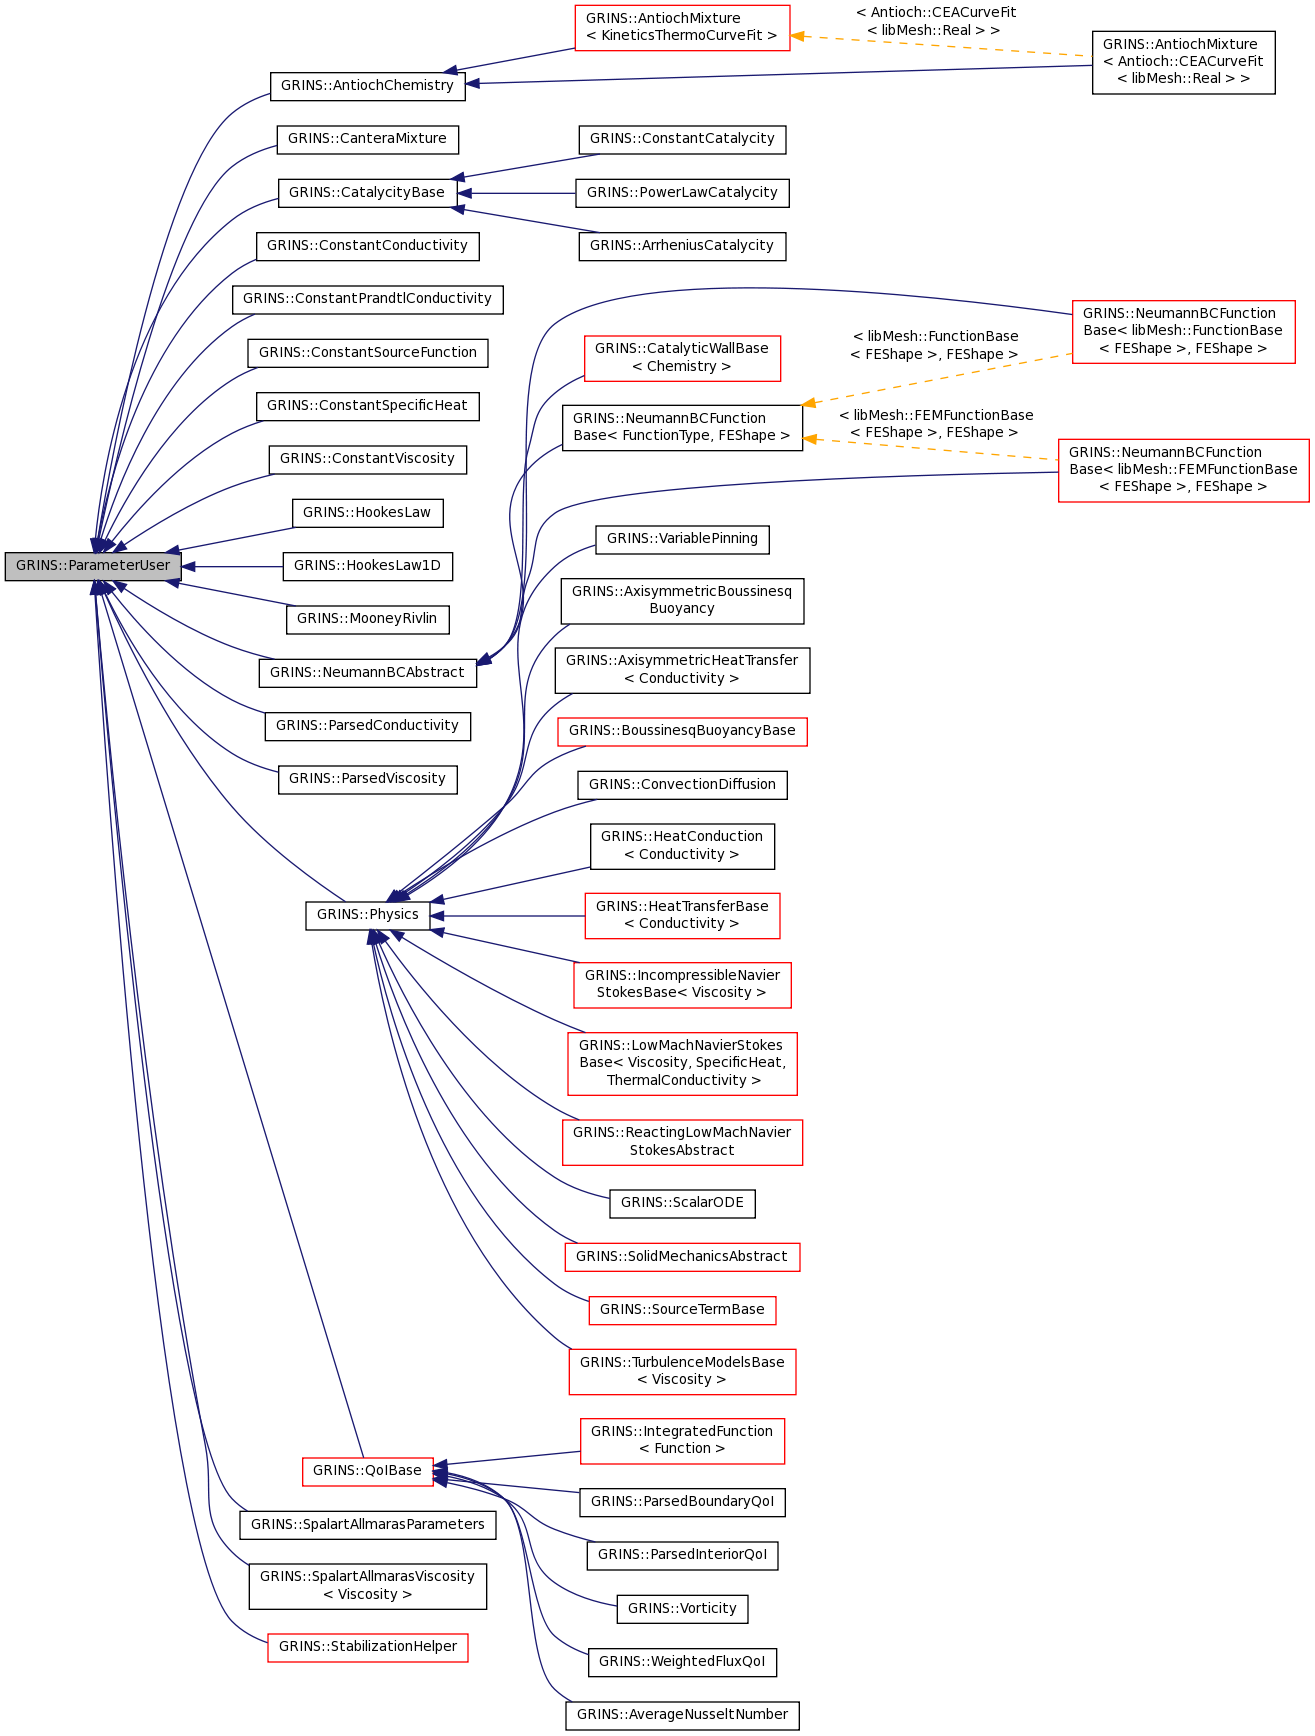 GRINS::AntiochMixture
< KineticsThermoCurveFit >
< Antioch::CEACurveFit
< libMesh::Real > >
GRINS::AntiochMixture
< Antioch::CEACurveFit
< libMesh::Real > >
GRINS::AntiochChemistry
GRINS::CanteraMixture
GRINS::ConstantCatalycity
GRINS::CatalycityBase
GRINS::PowerLawCatalycity
GRINS::ArrheniusCatalycity
GRINS::ConstantConductivity
GRINS::ConstantPrandtlConductivity
GRINS::NeumannBCFunction
Base< libMesh::FunctionBase
< FEShape >, FEShape >
< libMesh::FunctionBase
< FEShape >, FEShape >
GRINS::ConstantSourceFunction
GRINS::CatalyticWallBase
< Chemistry >
GRINS::ConstantSpecificHeat
GRINS::NeumannBCFunction
Base< FunctionType, FEShape >
< libMesh::FEMFunctionBase
< FEShape >, FEShape >
GRINS::ConstantViscosity
GRINS::NeumannBCFunction
Base< libMesh::FEMFunctionBase
< FEShape >, FEShape >
GRINS::HookesLaw
GRINS::VariablePinning
GRINS::ParameterUser
GRINS::HookesLaw1D
GRINS::AxisymmetricBoussinesq
Buoyancy
GRINS::MooneyRivlin
GRINS::NeumannBCAbstract
GRINS::AxisymmetricHeatTransfer
< Conductivity >
GRINS::ParsedConductivity
GRINS::BoussinesqBuoyancyBase
GRINS::ParsedViscosity
GRINS::ConvectionDiffusion
GRINS::HeatConduction
< Conductivity >
GRINS::Physics
GRINS::HeatTransferBase
< Conductivity >
GRINS::IncompressibleNavier
StokesBase< Viscosity >
GRINS::LowMachNavierStokes
Base< Viscosity, SpecificHeat,
ThermalConductivity >
GRINS::ReactingLowMachNavier
StokesAbstract
GRINS::ScalarODE
GRINS::SolidMechanicsAbstract
GRINS::SourceTermBase
GRINS::TurbulenceModelsBase
< Viscosity >
GRINS::IntegratedFunction
< Function >
GRINS::QoIBase
GRINS::ParsedBoundaryQoI
GRINS::SpalartAllmarasParameters
GRINS::ParsedInteriorQoI
GRINS::SpalartAllmarasViscosity
< Viscosity >
GRINS::Vorticity
GRINS::StabilizationHelper
GRINS::WeightedFluxQoI
GRINS::AverageNusseltNumber